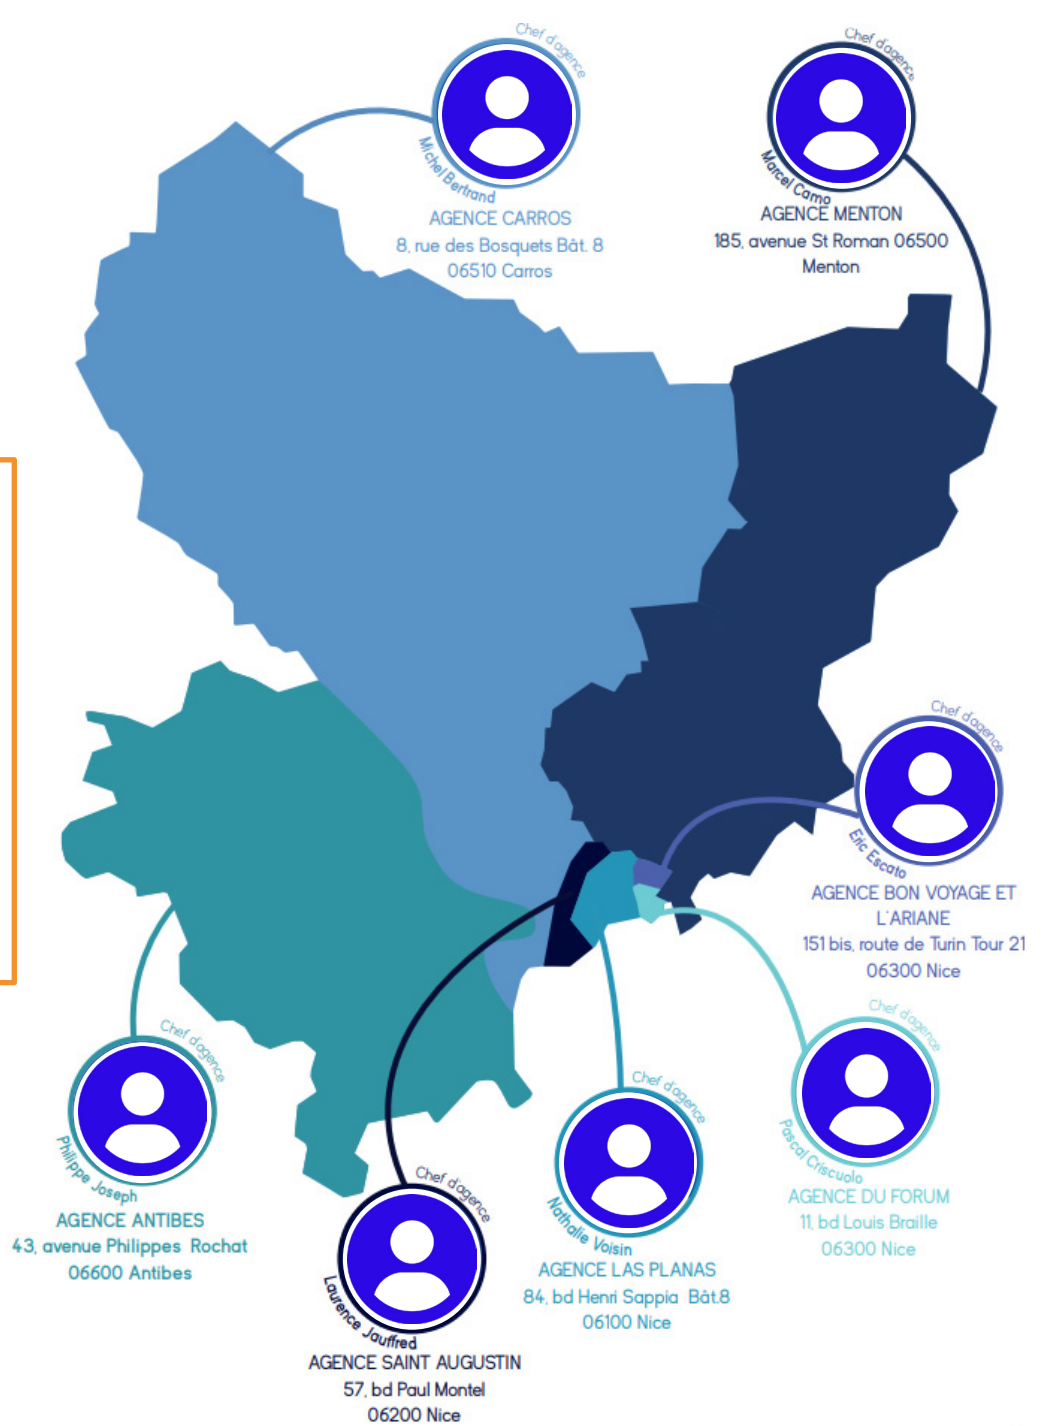 Chef d'agence
Michel Bertrand
AGENCE CARROS
8, rue des Bosquets Bât. 8
06510 Carros
Chef d'agence
Marcel Camo
AGENCE MENTON
185, avenue St Roman 06500
Menton
Chef d'agence
Eric Escato
AGENCE BON VOYAGE ET
L'ARIANE
151 bis, route de Turin Tour 21
06300 Nice
Chef d'agence
Pascal Criscuolo
AGENCE DU FORUM
11, bd Louis Braille
06300 Nice
Chef d'agence
Philippe Joseph
AGENCE ANTIBES
43, avenue Philippes Rochat
06600 Antibes
Chef d'agence
Nathalie Voisin
AGENCE LAS PLANAS
84, bd Henri Sappia Bât.8
06100 Nice
Chef d'agence
Laurence Jauffred
AGENCE SAINT AUGUSTIN
57, bd Paul Montel
06200 Nice